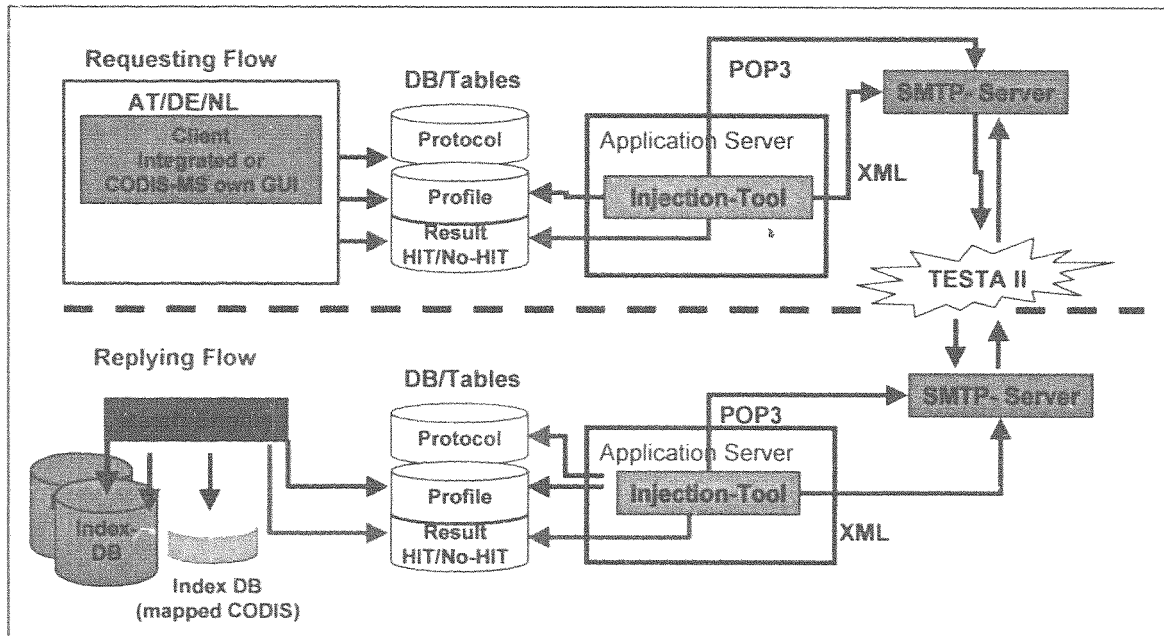 Requesting Flow
AT/DE/NL
Client
Integrated or
CODIS-MS own GUI
DB/Tables
Protocol
Profile
Result
HIT/No-HIT
POP3
Application Server
Injection-Tool
XML
SMTP- Server
TESTA II
Replying Flow
Index-
DB
Index DB
(mapped CODIS)
DB/Tables
Protocol
Profile
Result
HIT/No-HIT
POP3
Application Server
Injection-Tool
XML
SMTP- Server